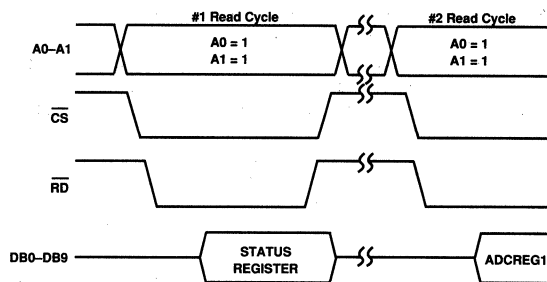 #1 Read Cycle
#2 Read Cycle
A0–A1
A0 = 1
A1 = 1
A0 = 1
A1 = 1
CS
RD
DB0–DB9
STATUS
REGISTER
ADCREG1